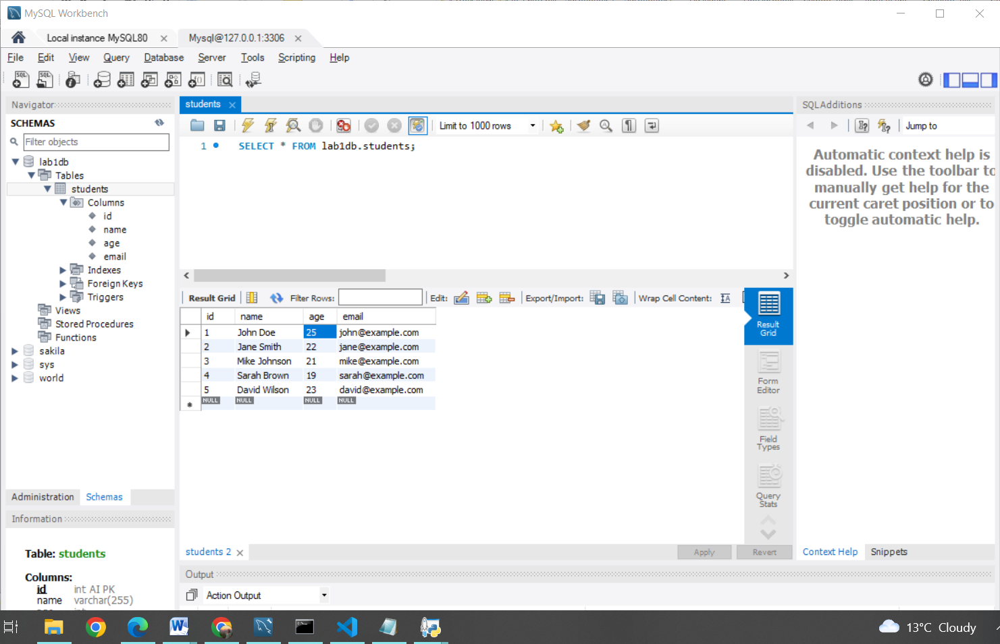 MySQL Workbench
Local instance MySQL80
Mysql@127.0.0.1:3306
File Edit View Query Database Server Tools Scripting Help
Navigator
SCHEMAS
Filter objects
lab1db
Tables
students
Columns
id
name
age
email
Indexes
Foreign Keys
Triggers
Views
Stored Procedures
Functions
sakila
sys
world
Administration Schemas
Information
Table: students
Columns:
id int AI PK
name varchar(255)
students
Limit to 1000 rows
1 SELECT * FROM lab1db.students;
Result Grid Filter Rows: Edit: Export/Import: Wrap Cell Content:
id name age email
1 John Doe 25 john@example.com
2 Jane Smith 22 jane@example.com
3 Mike Johnson 21 mike@example.com
4 Sarah Brown 19 sarah@example.com
5 David Wilson 23 david@example.com
NULL NULL NULL NULL
Result
Grid
Form
Editor
Field
Types
Query
Stats
students 2
Apply Revert
Output
Action Output
SQLAdditions
Jump to
Automatic context help is
disabled. Use the toolbar to
manually get help for the
current caret position or to
toggle automatic help.
Context Help Snippets
13°C Cloudy